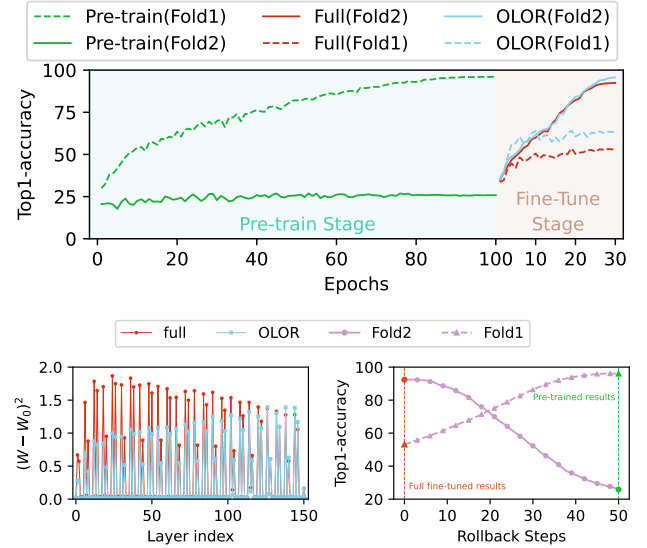 Pre-train(Fold1) Full(Fold2) OLOR(Fold2)
Pre-train(Fold2) Full(Fold1) OLOR(Fold1)
100
75
50
25
0
Top1-accuracy
Pre-train Stage
Fine-Tune
Stage
0 20 40 60 80 100 10 20 30
Epochs
full OLOR Fold2 Fold1
2.0
1.5
1.0
0.5
0.0
(W − W₀)²
0 50 100 150
Layer index
100
80
60
40
20
Top1-accuracy
Pre-trained results
Full fine-tuned results
0 10 20 30 40 50
Rollback Steps